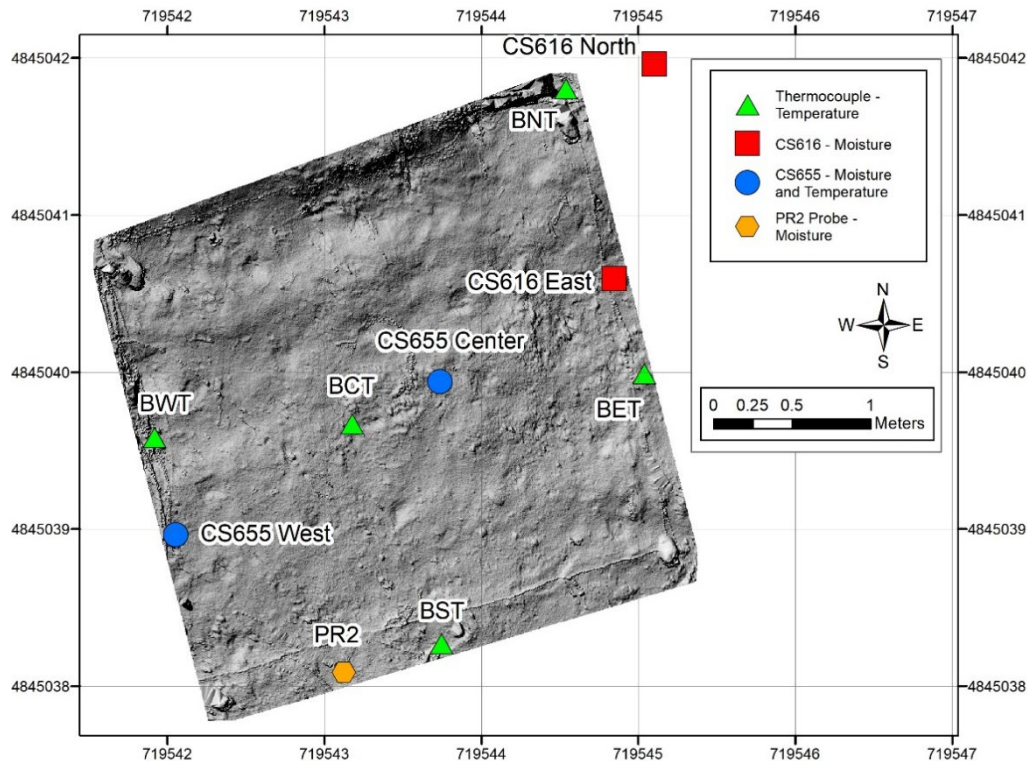 719542 719543 719544 719545 719546 719547
4845042 4845042
4845041 4845041
4845040 4845040
4845039 4845039
4845038 4845038
719542 719543 719544 719545 719546 719547
CS616 North
BNT
CS616 East
CS655 Center
BCT
BWT
BET
CS655 West
BST
PR2
Thermocouple -
Temperature
CS616 - Moisture
CS655 - Moisture
and Temperature
PR2 Probe -
Moisture
N
W E
S
0 0.25 0.5 1
Meters